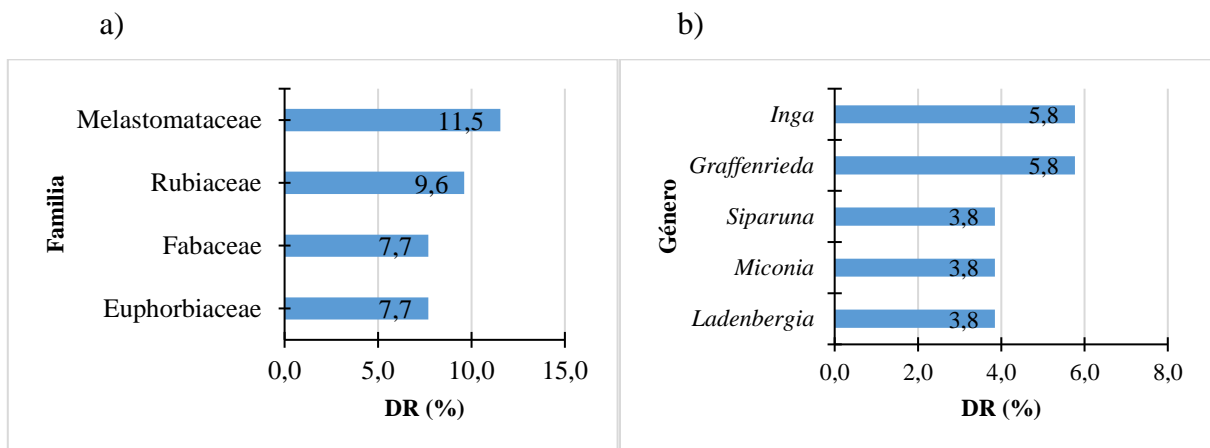 a)
b)
Familia
Melastomataceae 11,5
Rubiaceae 9,6
Fabaceae 7,7
Euphorbiaceae 7,7
0,0 5,0 10,0 15,0
DR (%)
Género
Inga 5,8
Graffenrieda 5,8
Siparuna 3,8
Miconia 3,8
Ladenbergia 3,8
0,0 2,0 4,0 6,0 8,0
DR (%)